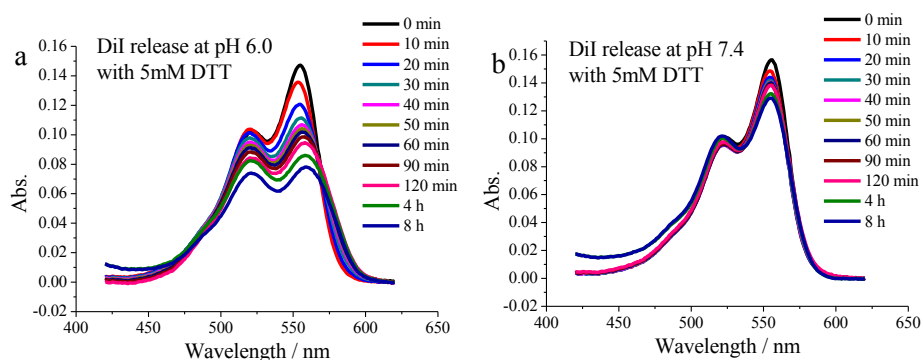 a
DiI release at pH 6.0
with 5mM DTT
0 min
10 min
20 min
30 min
40 min
50 min
60 min
90 min
120 min
4 h
8 h
0.16
0.14
0.12
0.10
0.08
0.06
0.04
0.02
0.00
-0.02
Abs.
400 450 500 550 600 650
Wavelength / nm
b
DiI release at pH 7.4
with 5mM DTT
0 min
10 min
20 min
30 min
40 min
50 min
60 min
90 min
120 min
4 h
8 h
0.16
0.14
0.12
0.10
0.08
0.06
0.04
0.02
0.00
-0.02
Abs.
400 450 500 550 600 650
Wavelength / nm